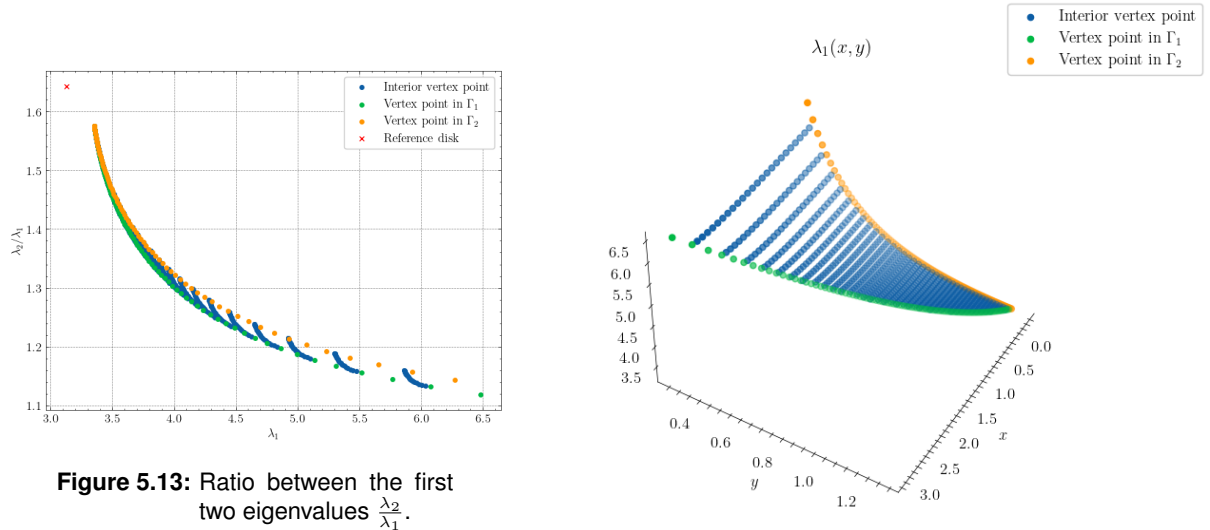 1.6
1.5
1.4
1.3
1.2
1.1
λ₂/λ₁
3.0 3.5 4.0 4.5 5.0 5.5 6.0 6.5
λ₁
Interior vertex point
Vertex point in Γ₁
Vertex point in Γ₂
Reference disk
Figure 5.13: Ratio between the first
two eigenvalues λ₂/λ₁.
Interior vertex point
Vertex point in Γ₁
Vertex point in Γ₂
λ₁(x, y)
6.5
6.0
5.5
5.0
4.5
4.0
3.5
0.4
0.6
0.8
1.0
1.2
y
0.0
0.5
1.0
1.5
2.0
2.5
3.0
x